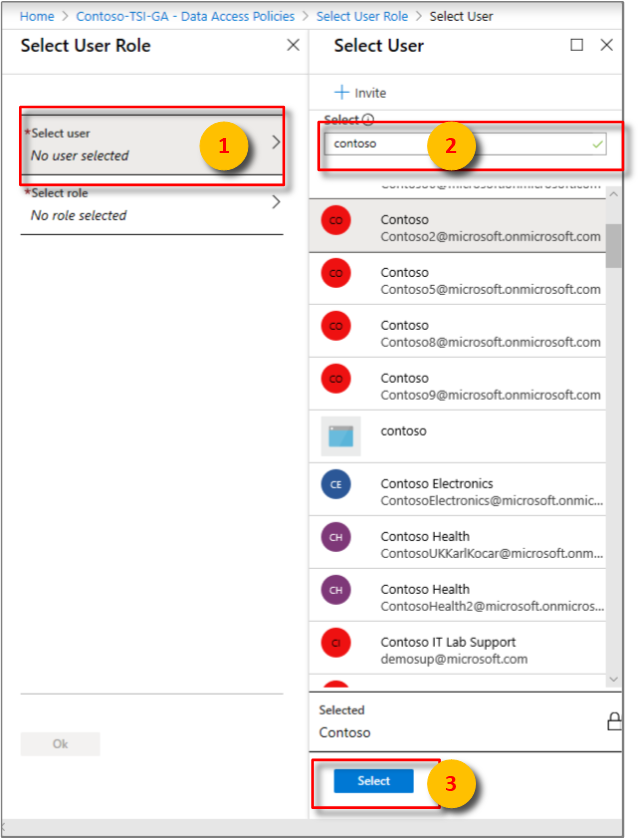 Home > Contoso-TSI-GA - Data Access Policies > Select User Role > Select User
Select User Role
*Select user
No user selected
1
*Select role
No role selected
Ok
Select User
Invite
Select
contoso
2
CO
Contoso
Contoso2@microsoft.onmicrosoft.com
CO
Contoso
Contoso5@microsoft.onmicrosoft.com
CO
Contoso
Contoso8@microsoft.onmicrosoft.com
CO
Contoso
Contoso9@microsoft.onmicrosoft.com
contoso
CE
Contoso Electronics
ContosoElectronics@microsoft.onmic...
CH
Contoso Health
ContosoUKKarlKocar@microsoft.onm...
CH
Contoso Health
ContosoHealth2@microsoft.onmicros...
CI
Contoso IT Lab Support
demosup@microsoft.com
Selected
Contoso
Select
3